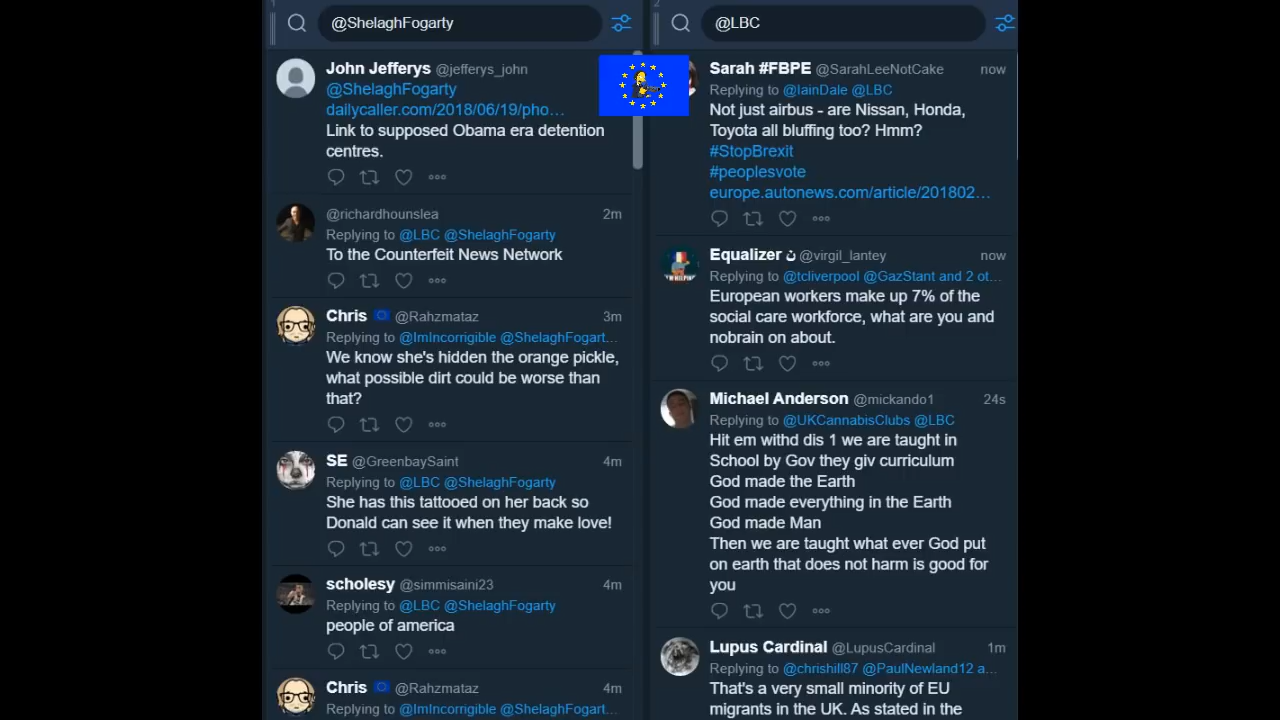 1
@ShelaghFogarty
John Jefferys @jefferys_john
@ShelaghFogarty
dailycaller.com/2018/06/19/pho…
Link to supposed Obama era detention
centres.
@richardhounslea 2m
Replying to @LBC @ShelaghFogarty
To the Counterfeit News Network
Chris @Rahzmataz 3m
Replying to @ImIncorrigible @ShelaghFogart…
We know she's hidden the orange pickle,
what possible dirt could be worse than
that?
SE @GreenbaySaint 4m
Replying to @LBC @ShelaghFogarty
She has this tattooed on her back so
Donald can see it when they make love!
scholesy @simmisaini23 4m
Replying to @LBC @ShelaghFogarty
people of america
Chris @Rahzmataz 4m
Replying to @ImIncorrigible @ShelaghFogart…
2
@LBC
Sarah #FBPE @SarahLeeNotCake now
Replying to @IainDale @LBC
Not just airbus - are Nissan, Honda,
Toyota all bluffing too? Hmm?
#StopBrexit
#peoplesvote
europe.autonews.com/article/201802…
Equalizer ن @virgil_lantey now
Replying to @tcliverpool @GazStant and 2 ot…
European workers make up 7% of the
social care workforce, what are you and
nobrain on about.
Michael Anderson @mickando1 24s
Replying to @UKCannabisClubs @LBC
Hit em withd dis 1 we are taught in
School by Gov they giv curriculum
God made the Earth
God made everything in the Earth
God made Man
Then we are taught what ever God put
on earth that does not harm is good for
you
Lupus Cardinal @LupusCardinal 1m
Replying to @chrishill87 @PaulNewland12 a…
That's a very small minority of EU
migrants in the UK. As stated in the